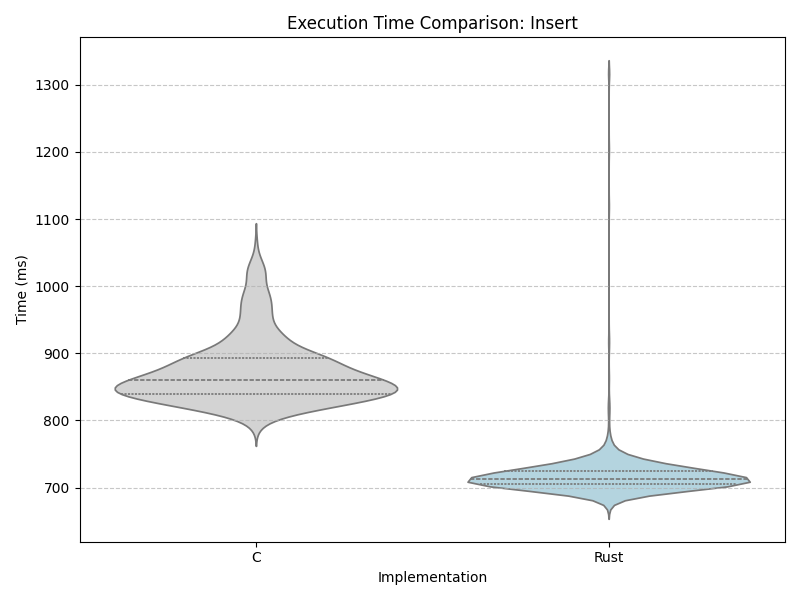 Execution Time Comparison: Insert
Time (ms)
1300
1200
1100
1000
900
800
700
C
Rust
Implementation